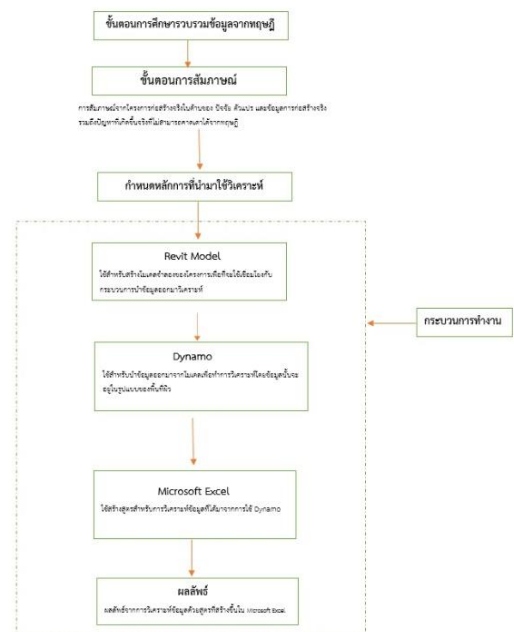 ขั้นตอนการศึกษารวบรวมข้อมูลจากทฤษฎี
ขั้นตอนการสัมภาษณ์
การสัมภาษณ์จากโครงการก่อสร้างจริงในด้านของ ปัจจัย ตัวแปร และข้อมูลการก่อสร้างจริง
รวมถึงปัญหาที่เกิดขึ้นจริงที่ไม่สามารถคาดเดาได้จากทฤษฎี
กำหนดหลักการที่นำมาใช้วิเคราะห์
Revit Model
ใช้สำหรับสร้างโมเดลจำลองของโครงการเพื่อที่จะใช้เชื่อมโยงกับ
กระบวนการนำข้อมูลออกมาวิเคราะห์
กระบวนการทำงาน
Dynamo
ใช้สำหรับนำข้อมูลออกมาจากโมเดลเพื่อทำการวิเคราะห์โดยข้อมูลนั้นจะ
อยู่ในรูปแบบของพื้นที่ผิว
Microsoft Excel
ใช้สร้างสูตรสำหรับการวิเคราะห์ข้อมูลที่ได้มาจากการใช้ Dynamo
ผลลัพธ์
ผลลัพธ์จากการวิเคราะห์ข้อมูลด้วยสูตรที่สร้างขึ้นใน Microsoft Excel